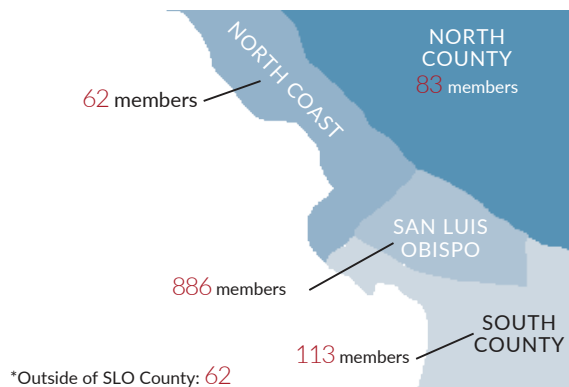 NORTH COAST
NORTH
COUNTY
83 members
62 members
SAN LUIS
OBISPO
886 members
SOUTH
COUNTY
113 members
*Outside of SLO County: 62